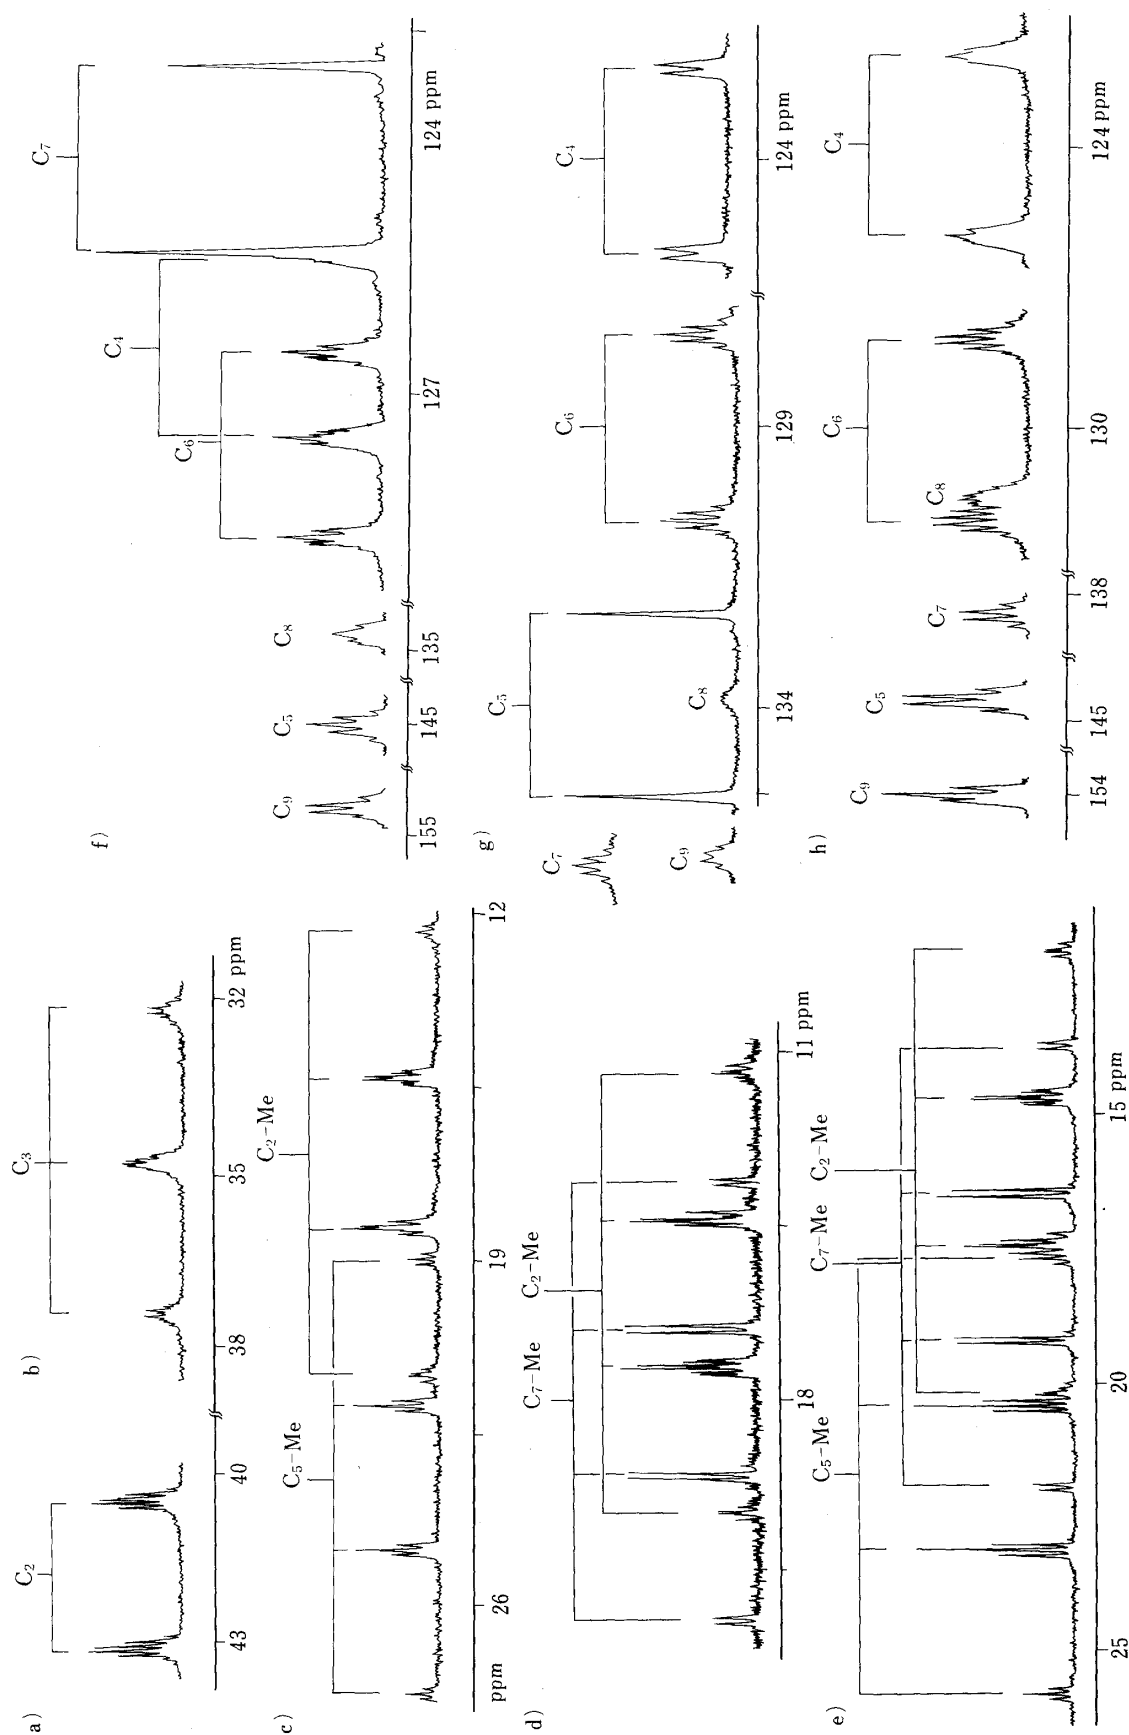 a)
C₂
43
40
b)
C₃
38
35
32 ppm
c)
C₅-Me
C₂-Me
ppm
26
19
12
d)
C₇-Me
C₂-Me
18
11 ppm
e)
C₅-Me
C₇-Me
C₂-Me
25
20
15 ppm
f)
C₉
C₅
C₈
C₆
C₄
C₇
155
145
135
127
124 ppm
g)
C₇
C₉
C₅
C₈
C₆
C₄
134
129
124 ppm
h)
C₉
C₅
C₇
C₈
C₆
C₄
154
145
138
130
124 ppm